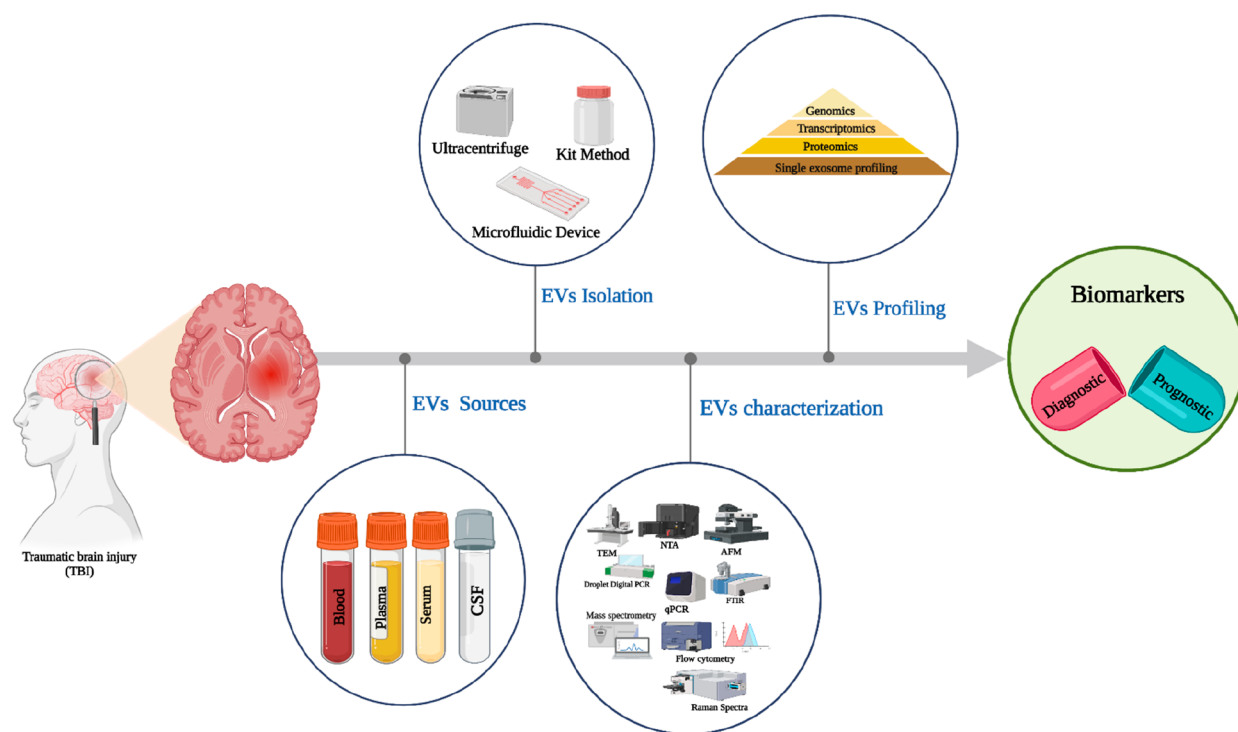 Ultracentrifuge
Kit Method
Microfluidic Device
EVs Isolation
Genomics
Transcriptomics
Proteomics
Single exosome profiling
EVs Profiling
Traumatic brain injury
(TBI)
EVs Sources
Blood
Plasma
Serum
CSF
EVs characterization
TEM
NTA
AFM
Droplet Digital PCR
qPCR
FTIR
Mass spectrometry
Flow cytometry
Raman Spectra
Biomarkers
Diagnostic
Prognostic